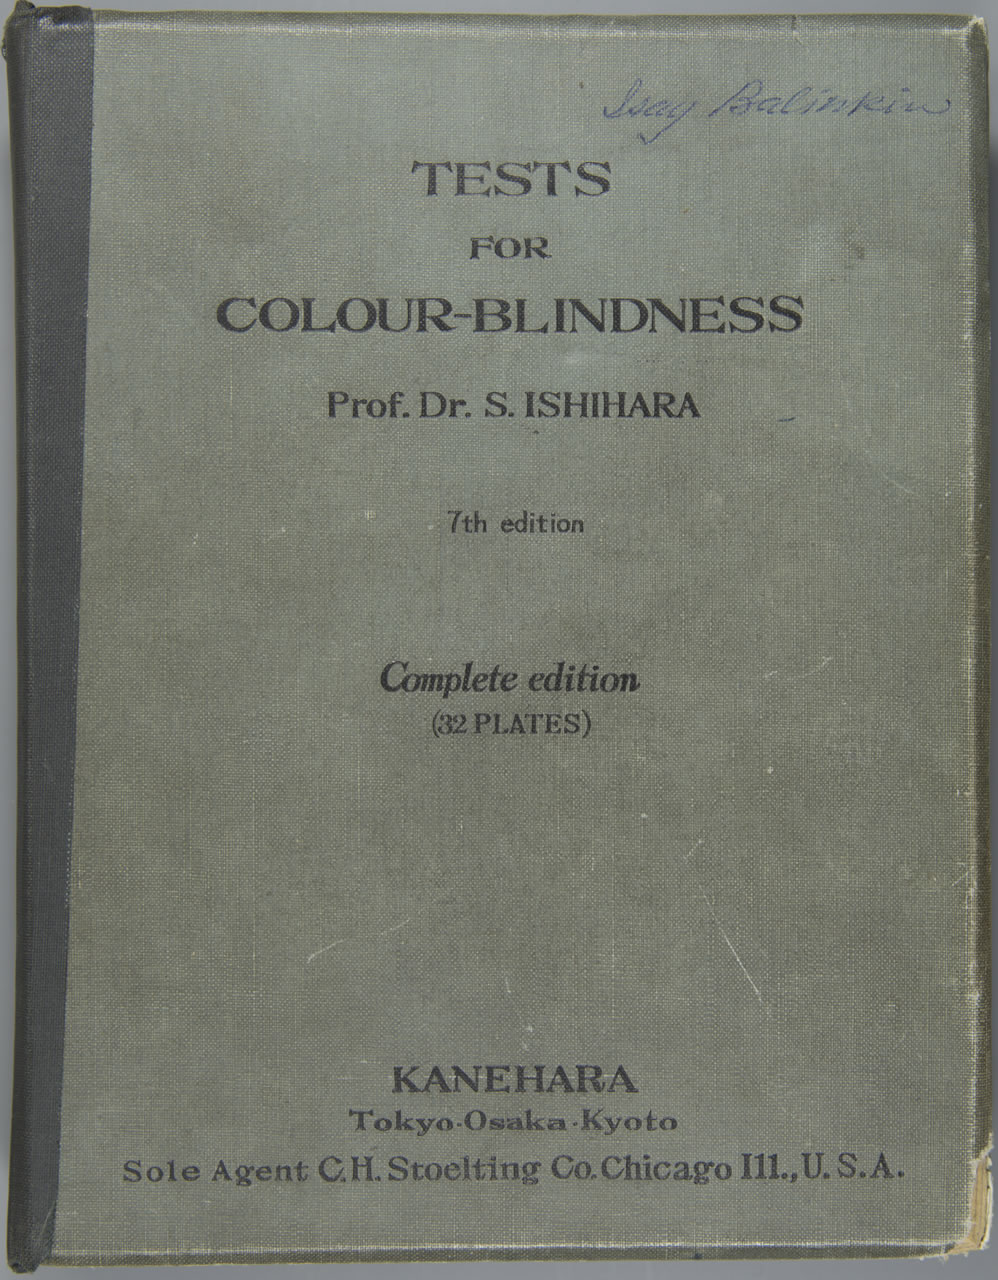 Isay Balinkin
TESTS
FOR
COLOUR-BLINDNESS
Prof. Dr. S. ISHIHARA
7th edition
Complete edition
(32 PLATES)
KANEHARA
Tokyo-Osaka-Kyoto
Sole Agent C.H. Stoelting Co. Chicago Ill., U.S.A.